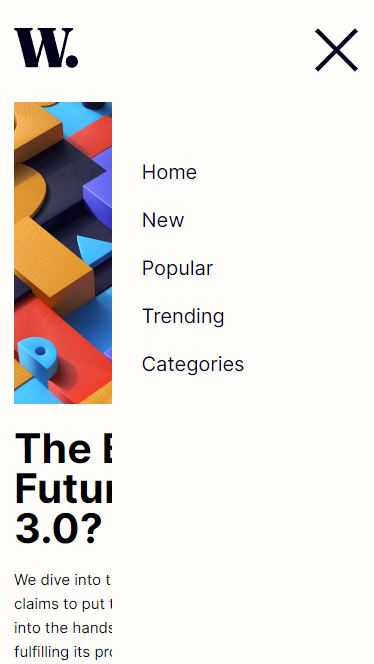 W.
Home
New
Popular
Trending
Categories
The
Futur
3.0?
We dive into t
claims to put t
into the hands
fulfilling its pro